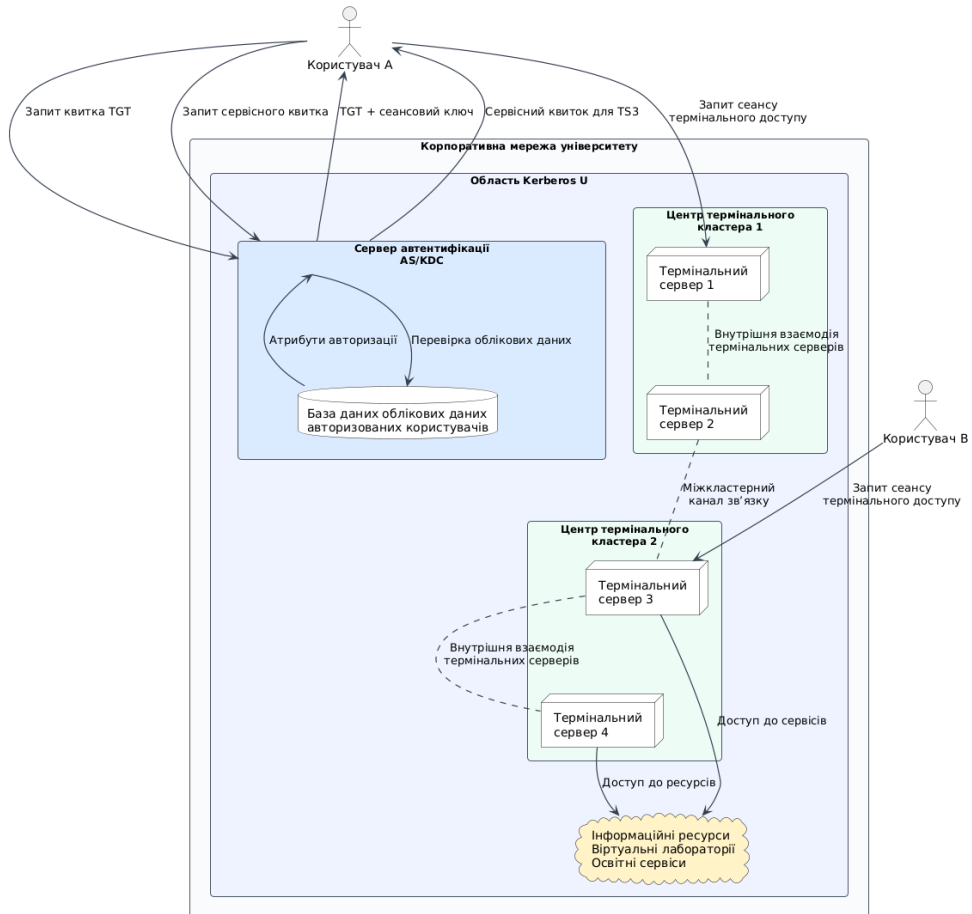 Користувач A
Запит квитка TGT
Запит сервісного квитка
TGT + сеансовий ключ
Сервісний квиток для TS3
Запит сеансу
термінального доступу
Корпоративна мережа університету
Область Kerberos U
Центр термінального
кластера 1
Сервер автентифікації
AS/KDC
Термінальний
сервер 1
Атрибути авторизації
Перевірка облікових даних
Внутрішня взаємодія
термінальних серверів
База даних облікових даних
авторизованих користувачів
Термінальний
сервер 2
Користувач B
Міжкластерний
канал зв’язку
Запит сеансу
термінального доступу
Центр термінального
кластера 2
Термінальний
сервер 3
Внутрішня взаємодія
термінальних серверів
Термінальний
сервер 4
Доступ до сервісів
Доступ до ресурсів
Інформаційні ресурси
Віртуальні лабораторії
Освітні сервіси